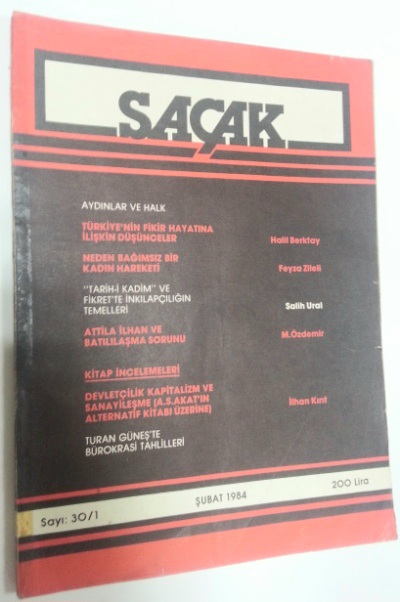 SAÇAK
AYDINLAR VE HALK
TÜRKİYE'NİN FİKİR HAYATINA
İLİŞKİN DÜŞÜNCELER Halil Berktay
NEDEN BAĞIMSIZ BİR
KADIN HAREKETİ Feyza Zileli
"TARİH-İ KADİM" VE
FİKRET'TE İNKILAPÇILIĞIN
TEMELLERİ Salih Ural
ATTİLA İLHAN VE
BATILILAŞMA SORUNU M.Özdemir
KİTAP İNCELEMELERİ
DEVLETÇİLİK KAPİTALİZM VE
SANAYİLEŞME (A.S.AKAT'IN
ALTERNATİF KİTABI ÜZERİNE) İlhan Kırıt
TURAN GÜNEŞ'TE
BÜROKRASİ TAHLİLLERİ
Sayı: 30/1 ŞUBAT 1984 200 Lira